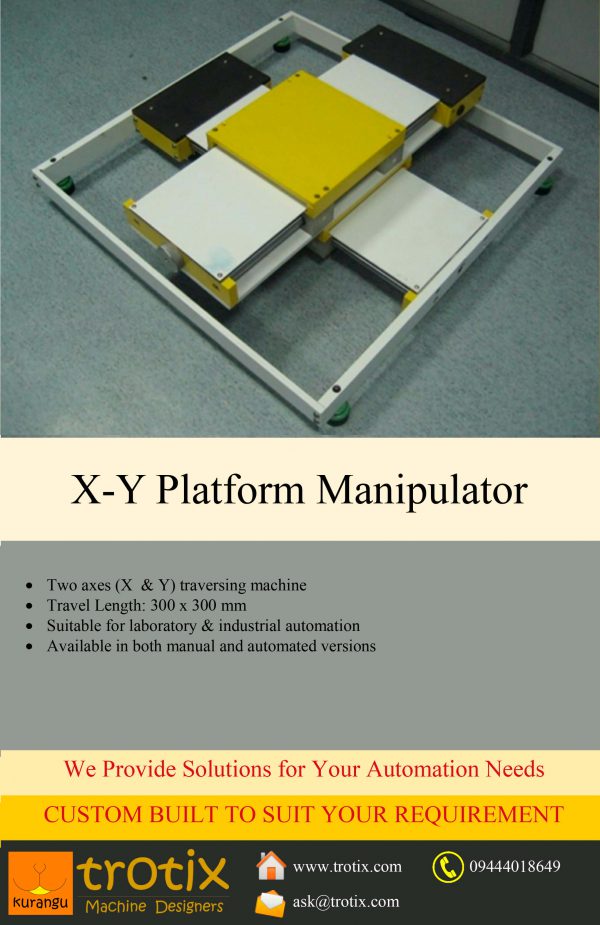 X-Y Platform Manipulator
• Two axes (X & Y) traversing machine
• Travel Length: 300 x 300 mm
• Suitable for laboratory & industrial automation
• Available in both manual and automated versions
We Provide Solutions for Your Automation Needs
CUSTOM BUILT TO SUIT YOUR REQUIREMENT
kurangu
trotix
Machine Designers
www.trotix.com
09444018649
ask@trotix.com